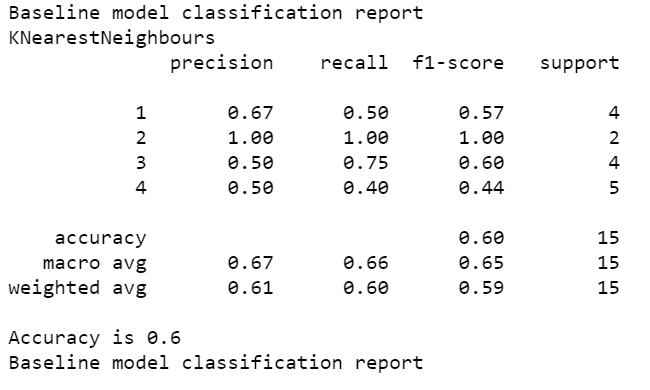 Baseline model classification report
KNearestNeighbours
precision recall f1-score support
1 0.67 0.50 0.57 4
2 1.00 1.00 1.00 2
3 0.50 0.75 0.60 4
4 0.50 0.40 0.44 5
accuracy 0.60 15
macro avg 0.67 0.66 0.65 15
weighted avg 0.61 0.60 0.59 15
Accuracy is 0.6
Baseline model classification report